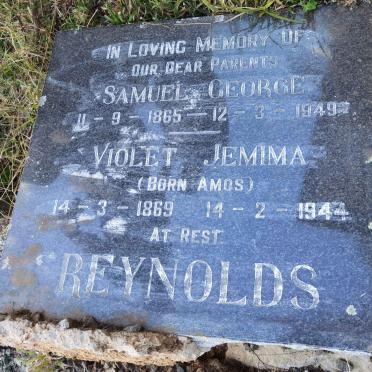 IN LOVING MEMORY OF
OUR DEAR PARENTS
SAMUEL GEORGE
11 - 9 - 1865 — 12 - 3 - 1949
VIOLET JEMIMA
(BORN AMOS)
14 - 3 - 1869 14 - 2 - 1944
AT REST
REYNOLDS